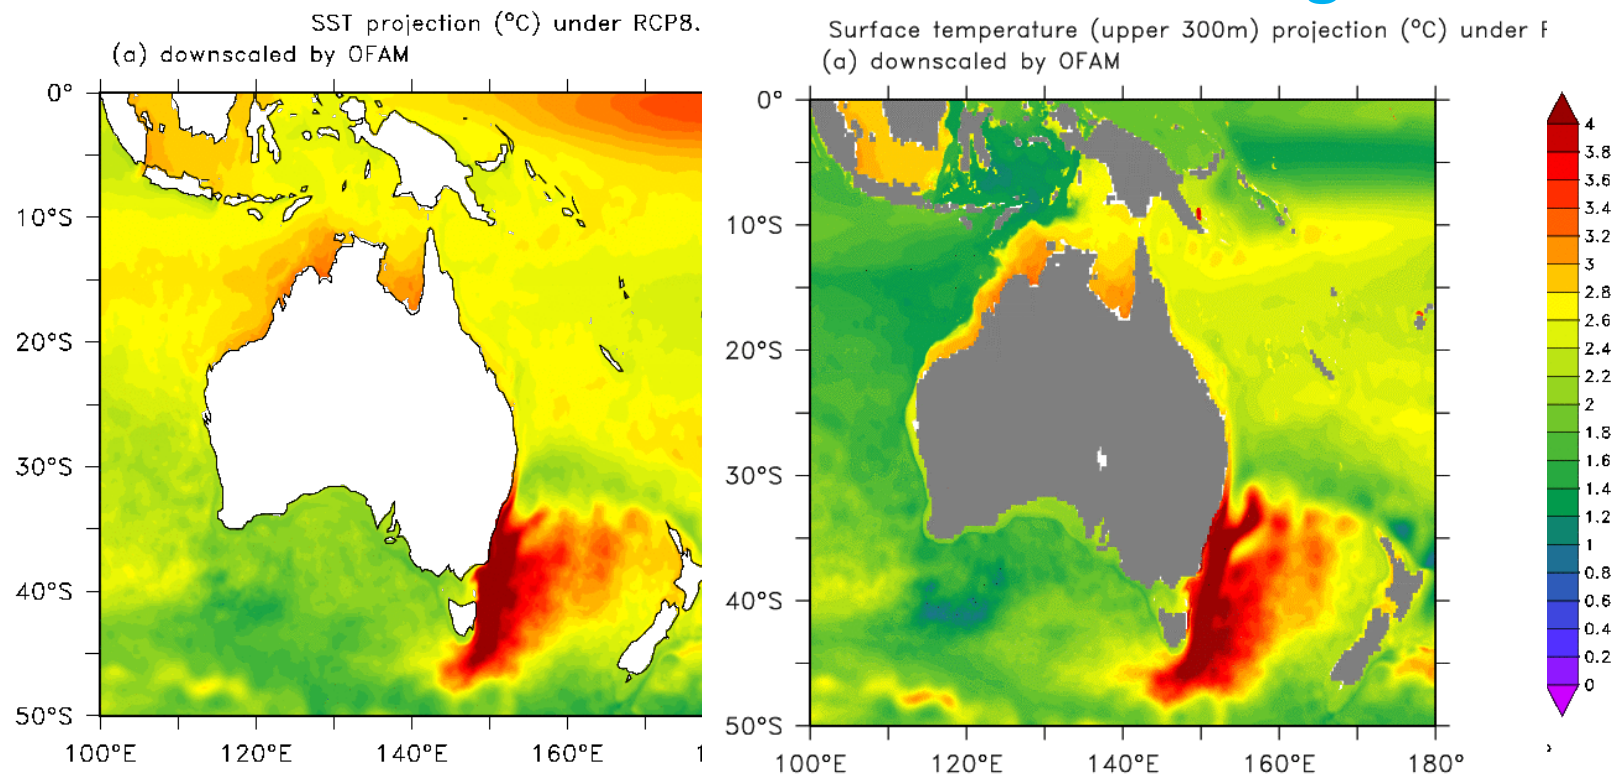 SST projection (°C) under RCP8.
(a) downscaled by OFAM
0°
10°S
20°S
30°S
40°S
50°S
100°E 120°E 140°E 160°E 1
Surface temperature (upper 300m) projection (°C) under
(a) downscaled by OFAM
0°
10°S
20°S
30°S
40°S
50°S
100°E 120°E 140°E 160°E 180°
4
3.8
3.6
3.4
3.2
3
2.8
2.6
2.4
2.2
2
1.8
1.6
1.4
1.2
1
0.8
0.6
0.4
0.2
0